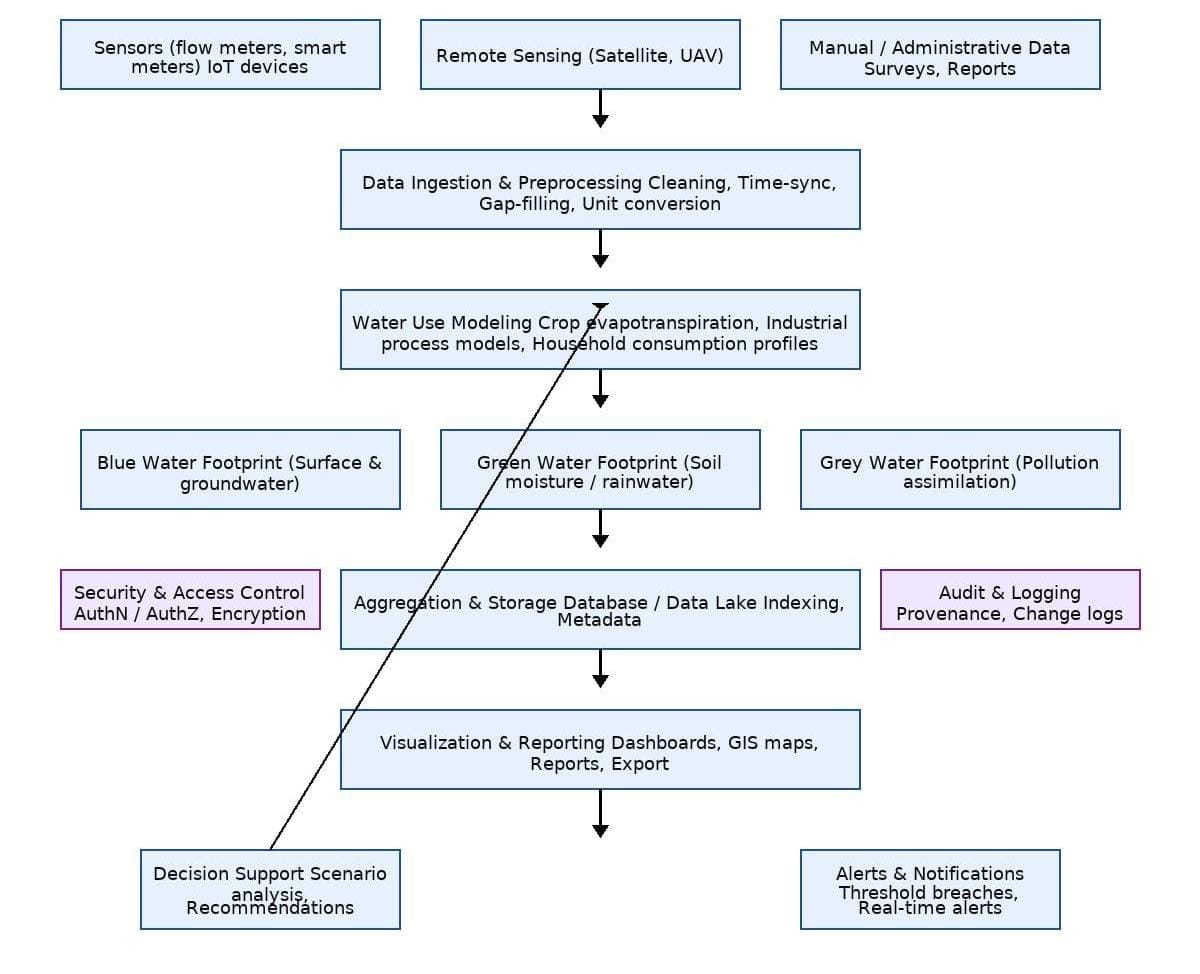 Sensors (flow meters, smart
meters) IoT devices
Remote Sensing (Satellite, UAV)
Manual / Administrative Data
Surveys, Reports
Data Ingestion & Preprocessing Cleaning, Time-sync,
Gap-filling, Unit conversion
Water Use Modeling Crop evapotranspiration, Industrial
process models, Household consumption profiles
Blue Water Footprint (Surface &
groundwater)
Green Water Footprint (Soil
moisture / rainwater)
Grey Water Footprint (Pollution
assimilation)
Security & Access Control
AuthN / AuthZ, Encryption
Aggregation & Storage Database / Data Lake Indexing,
Metadata
Audit & Logging
Provenance, Change logs
Visualization & Reporting Dashboards, GIS maps,
Reports, Export
Decision Support Scenario
analysis,
Recommendations
Alerts & Notifications
Threshold breaches,
Real-time alerts